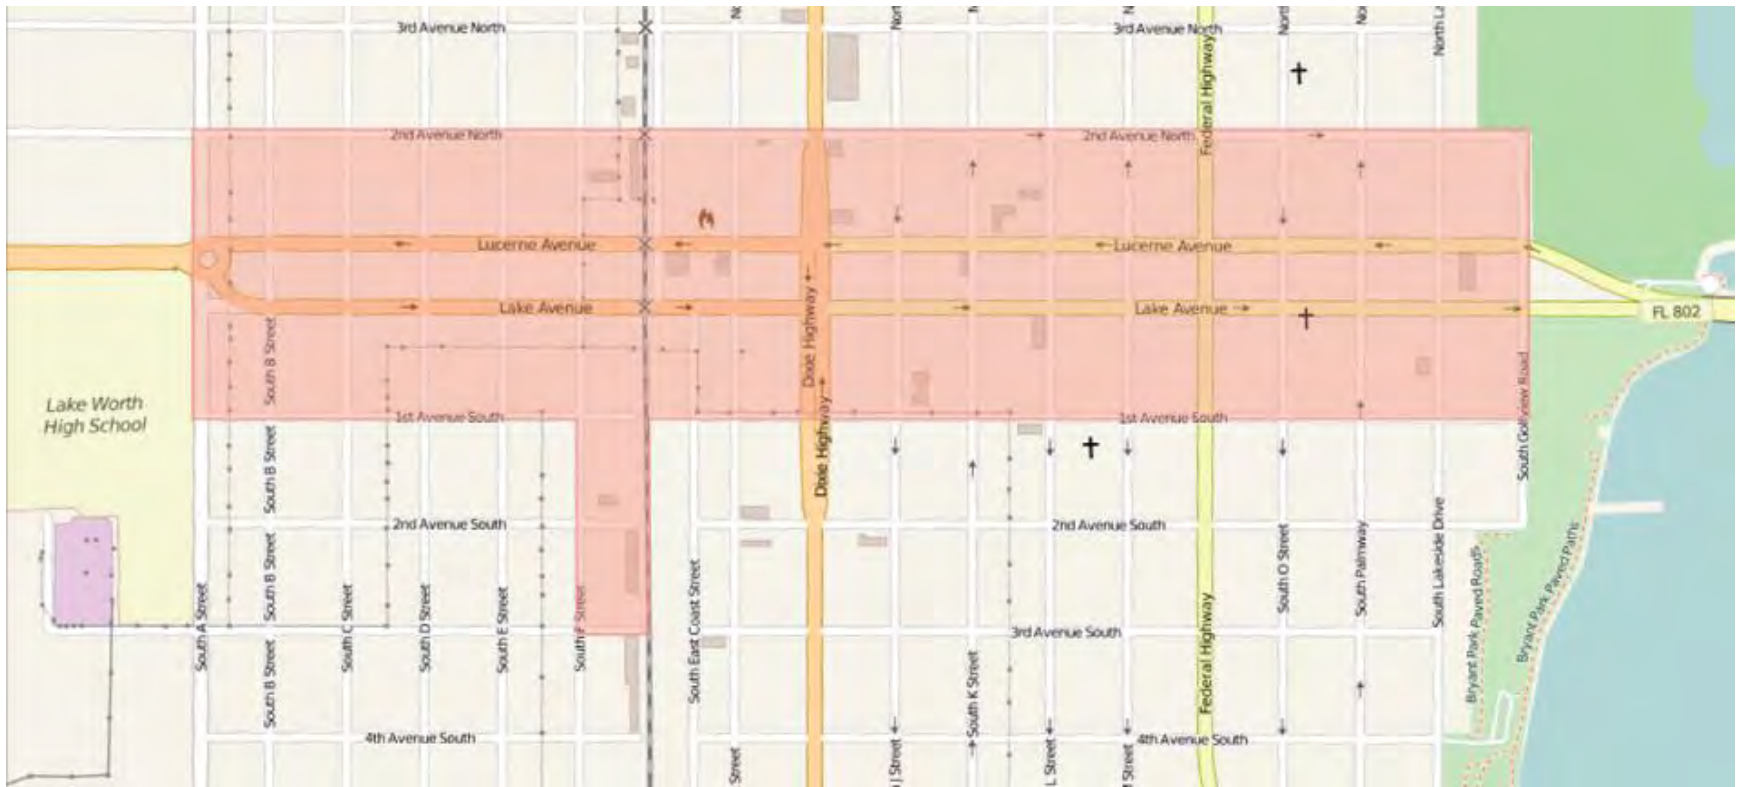 3rd Avenue North
3rd Avenue North
Federal Highway
2nd Avenue North
2nd Avenue North
Lucerne Avenue
Lucerne Avenue
Lake Avenue
Lake Avenue
FL 802
Dixie Highway
South B Street
South Golfview Road
Lake Worth
High School
1st Avenue South
1st Avenue South
Dixie Highway
South B Street
2nd Avenue South
2nd Avenue South
South B Street
South O Street
South Palmway
South Lakeside Drive
Bryant Park Paved Roads
Bryant Park Paved Paths
South A Street
South C Street
South D Street
South E Street
South F Street
South East Coast Street
3rd Avenue South
Federal Highway
South B Street
South K Street
4th Avenue South
4th Avenue South
Street
J Street
L Street
Street